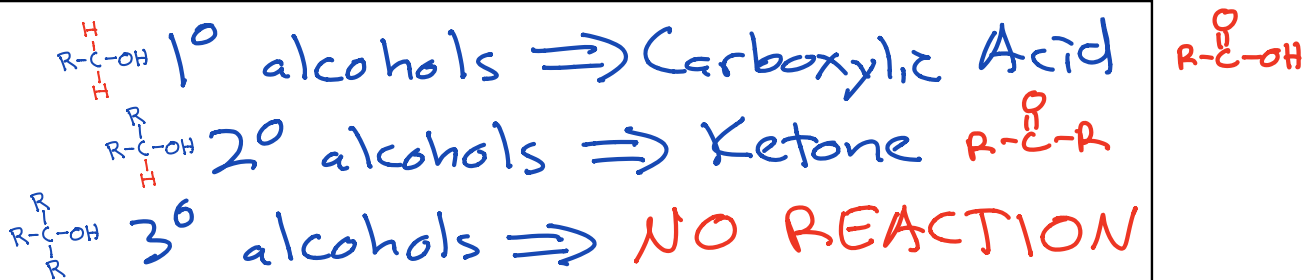 H
R-C-OH 1° alcohols ⇒ Carboxylic Acid O
H R-C-OH
R
R-C-OH 2° alcohols ⇒ Ketone O
H R-C-R
R
R-C-OH 3° alcohols ⇒ NO REACTION
R